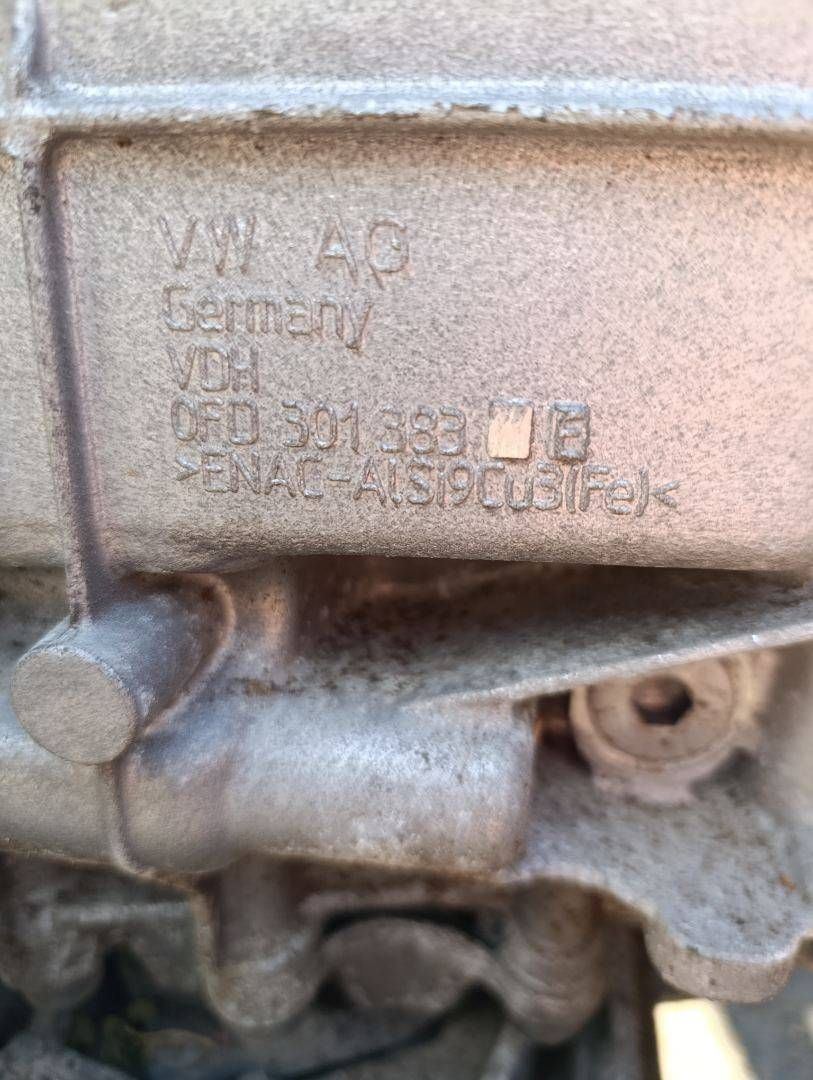 VW AG
Germany
VDH
0FD 301 383 E
>ENAC-AlSi9Cu3(Fe)<